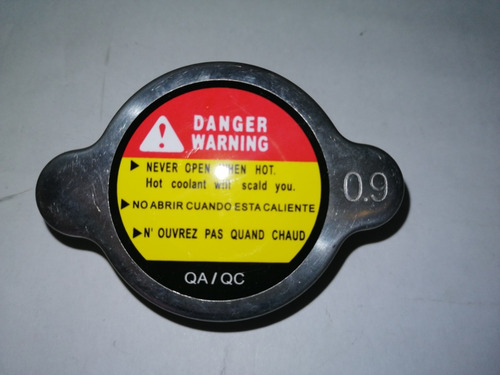 DANGER
WARNING
▶ NEVER OPEN WHEN HOT.
Hot coolant will scald you.
▶ NO ABRIR CUANDO ESTA CALIENTE
▶ N' OUVREZ PAS QUAND CHAUD
QA/QC
0.9